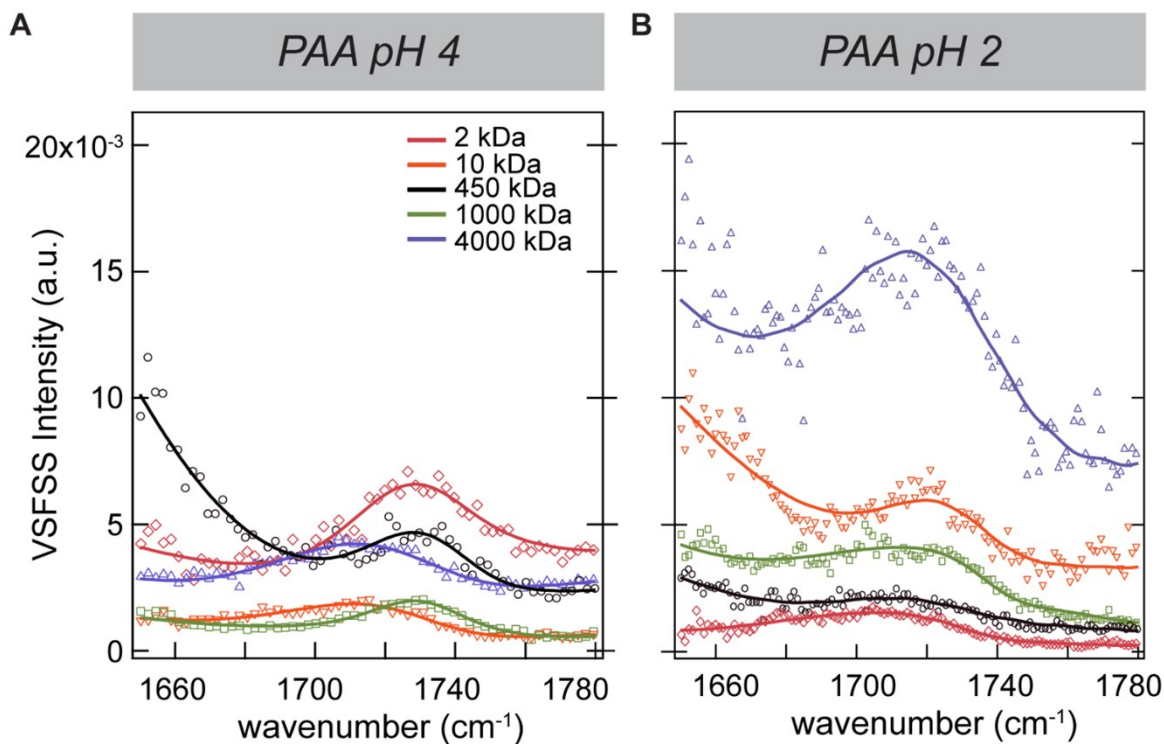 A
PAA pH 4
B
PAA pH 2
20x10⁻³
15
10
5
0
VSFSS Intensity (a.u.)
2 kDa
10 kDa
450 kDa
1000 kDa
4000 kDa
1660 1700 1740 1780
wavenumber (cm⁻¹)
1660 1700 1740 1780
wavenumber (cm⁻¹)